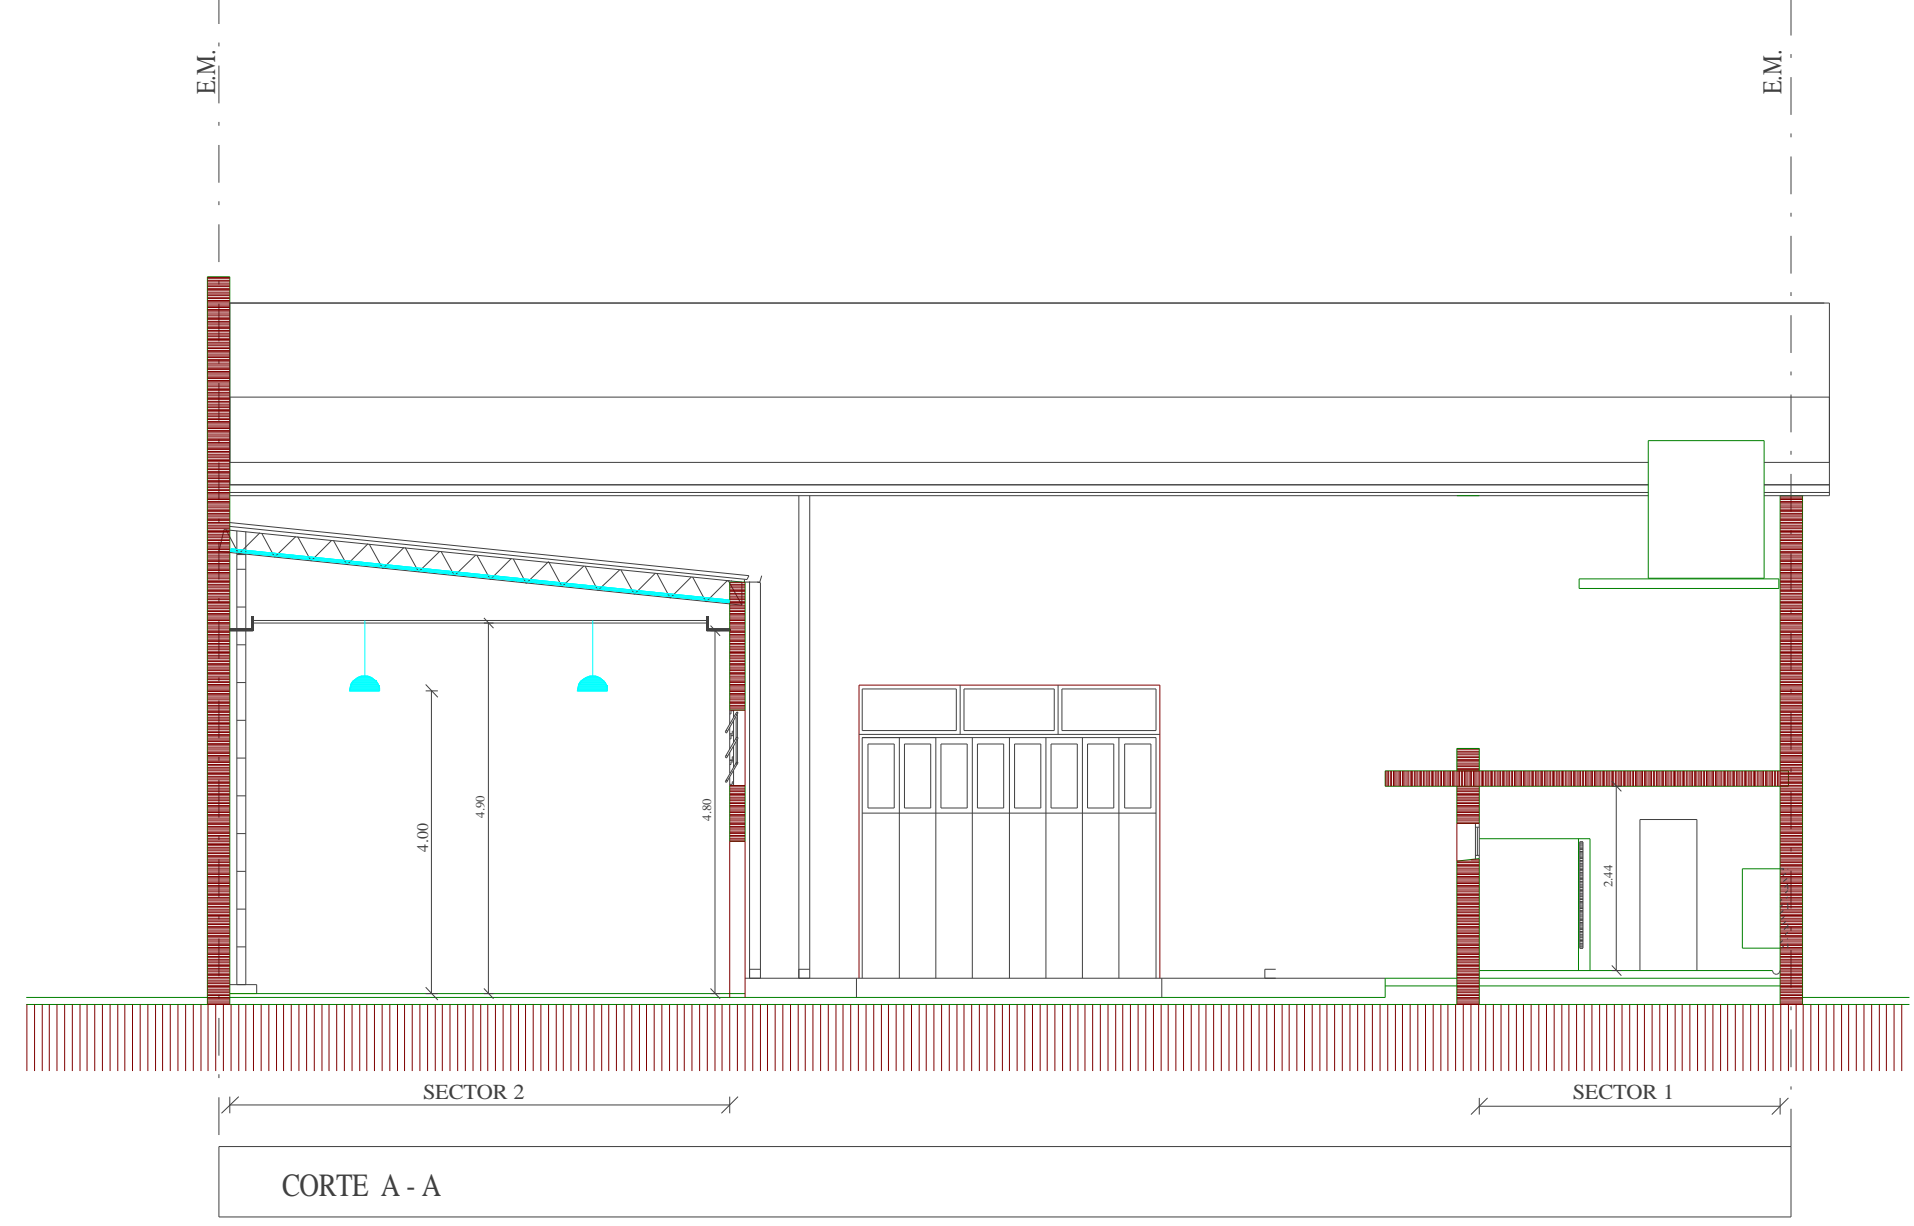 E.M.
E.M.
4.00
4.90
4.80
2.44
SECTOR 2
SECTOR 1
CORTE A - A